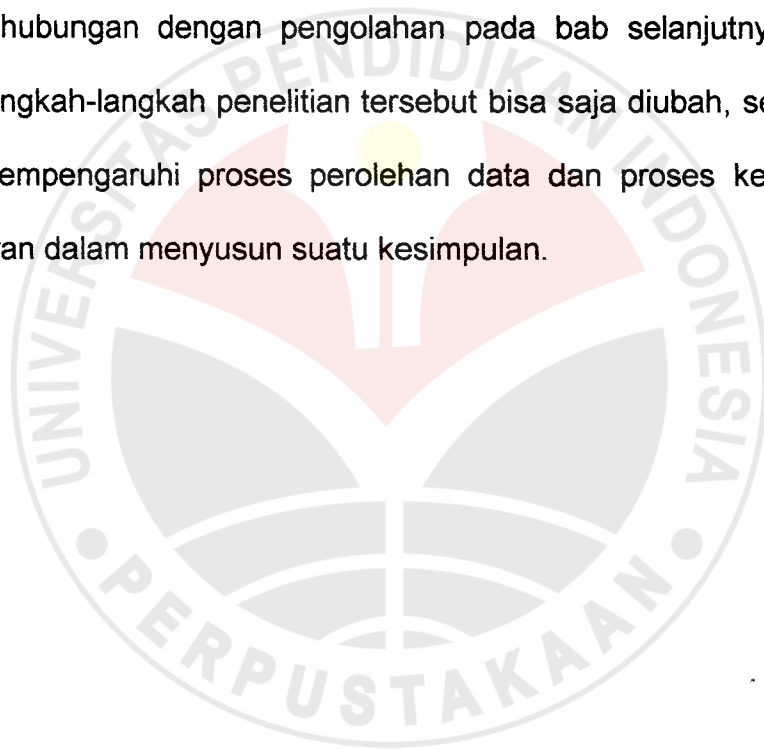 hubungan dengan pengolahan pada bab selanjutny
ngkah-langkah penelitian tersebut bisa saja diubah, se
empengaruhi proses perolehan data dan proses ke
an dalam menyusun suatu kesimpulan.
UNIVERSITAS PENDIDIKAN INDONESIA
PERPUSTAKAAN